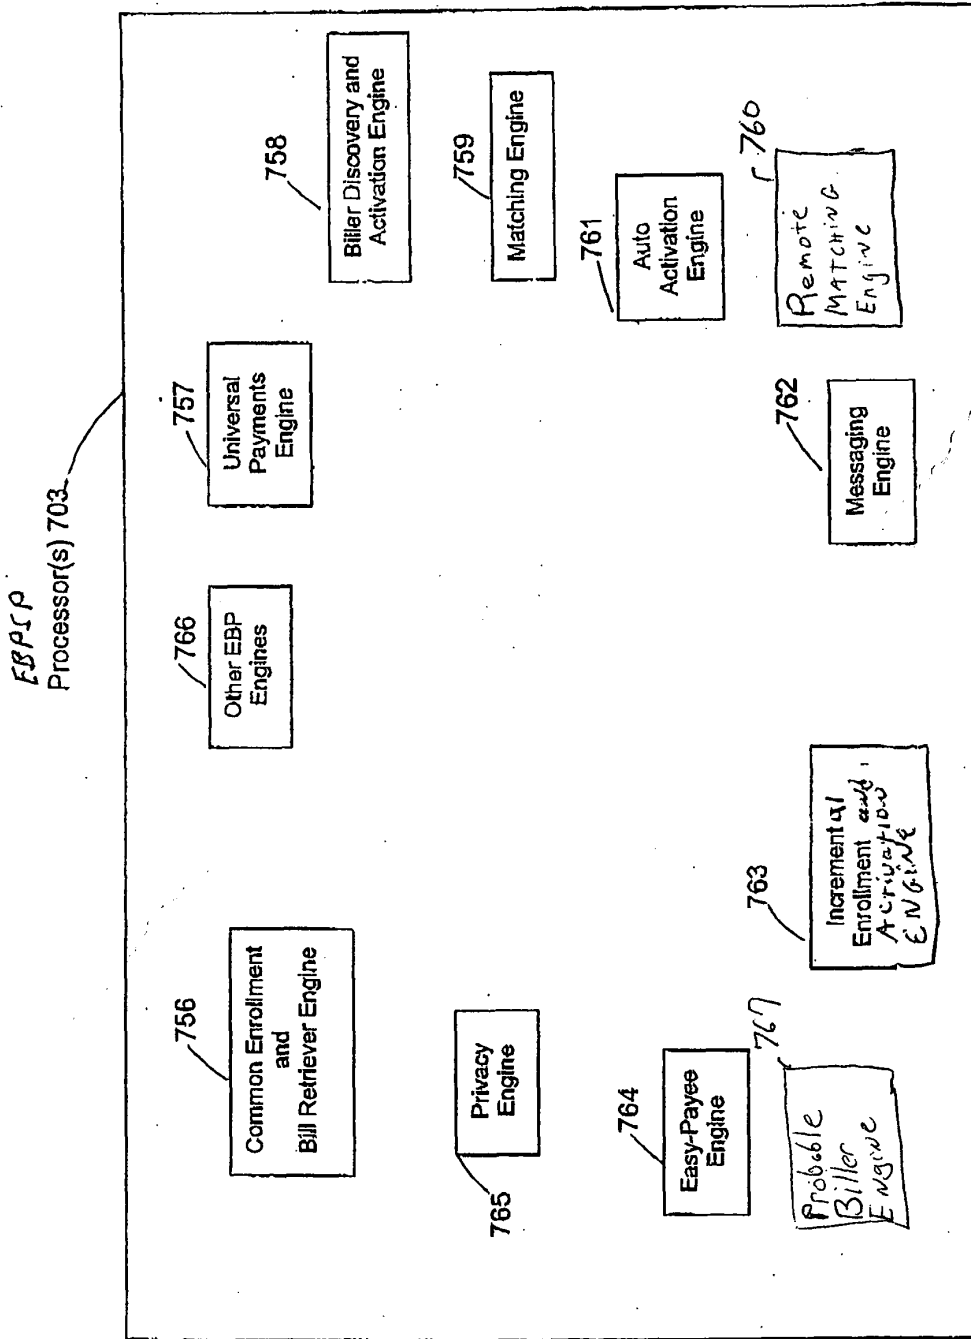 EBPSP
Processor(s) 703
756
Common Enrollment
and
Bill Retriever Engine
766
Other EBP
Engines
757
Universal
Payments
Engine
758
Biller Discovery and
Activation Engine
765
Privacy
Engine
759
Matching Engine
764
Easy-Payee
Engine
761
Auto
Activation
Engine
767
Probable
Biller
Engine
763
Incremental
Enrollment and
Activation
ENGINE
762
Messaging
Engine
760
Remote
MATCHING
Engine